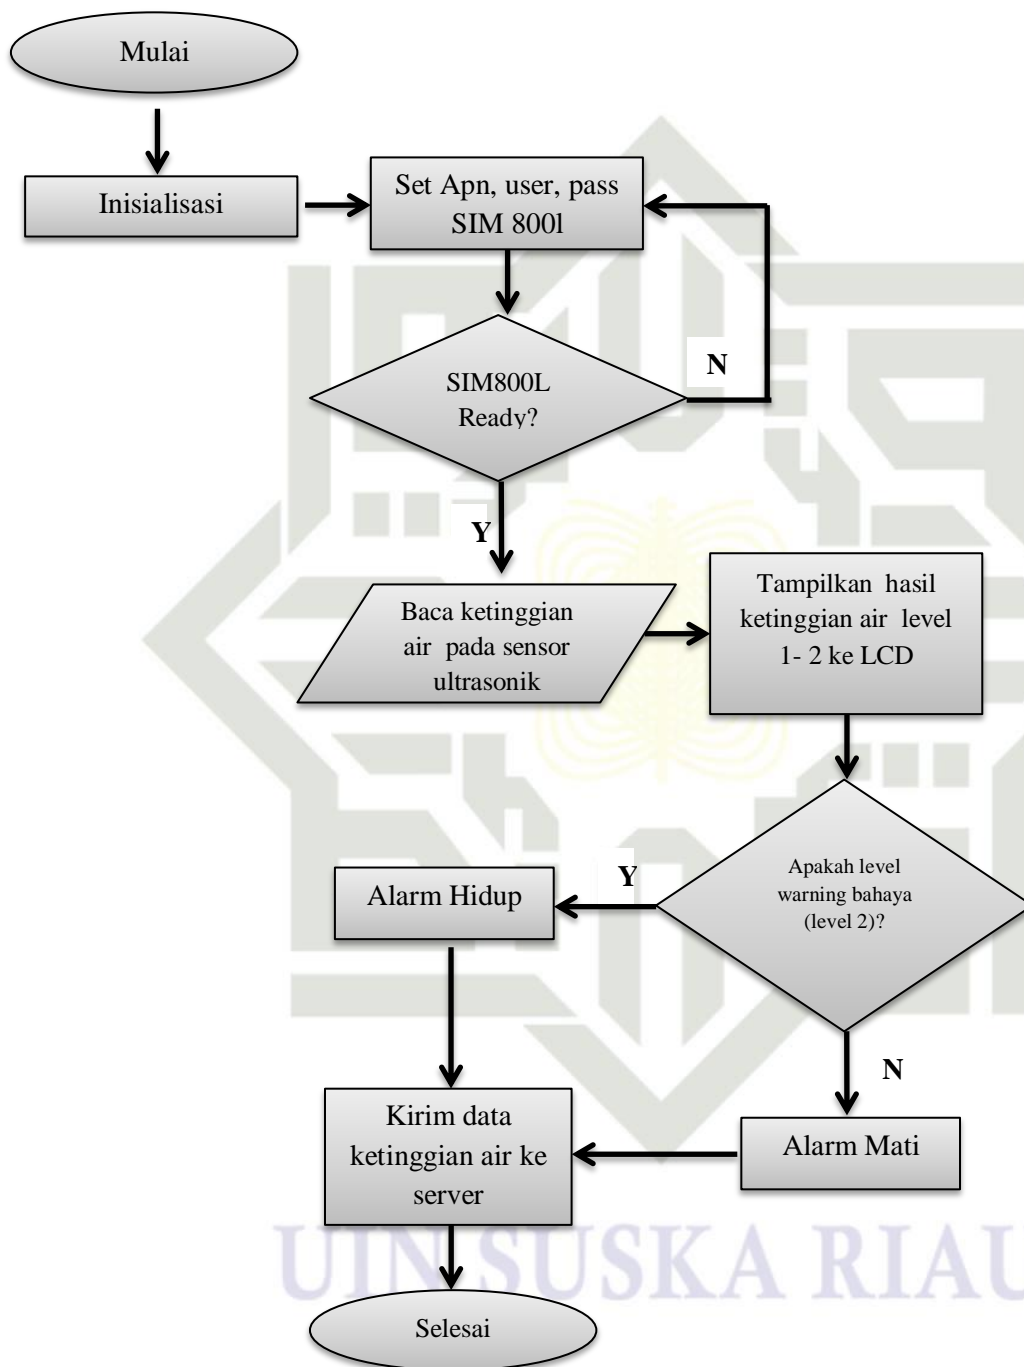 Mulai
Inisialisasi
Set Apn, user, pass
SIM 800l
SIM800L
Ready?
N
Y
Baca ketinggian
air pada sensor
ultrasonik
Tampilkan hasil
ketinggian air level
1- 2 ke LCD
Apakah level
warning bahaya
(level 2)?
Y
Alarm Hidup
N
Alarm Mati
Kirim data
ketinggian air ke
server
Selesai
UIN SUSKA RIAU